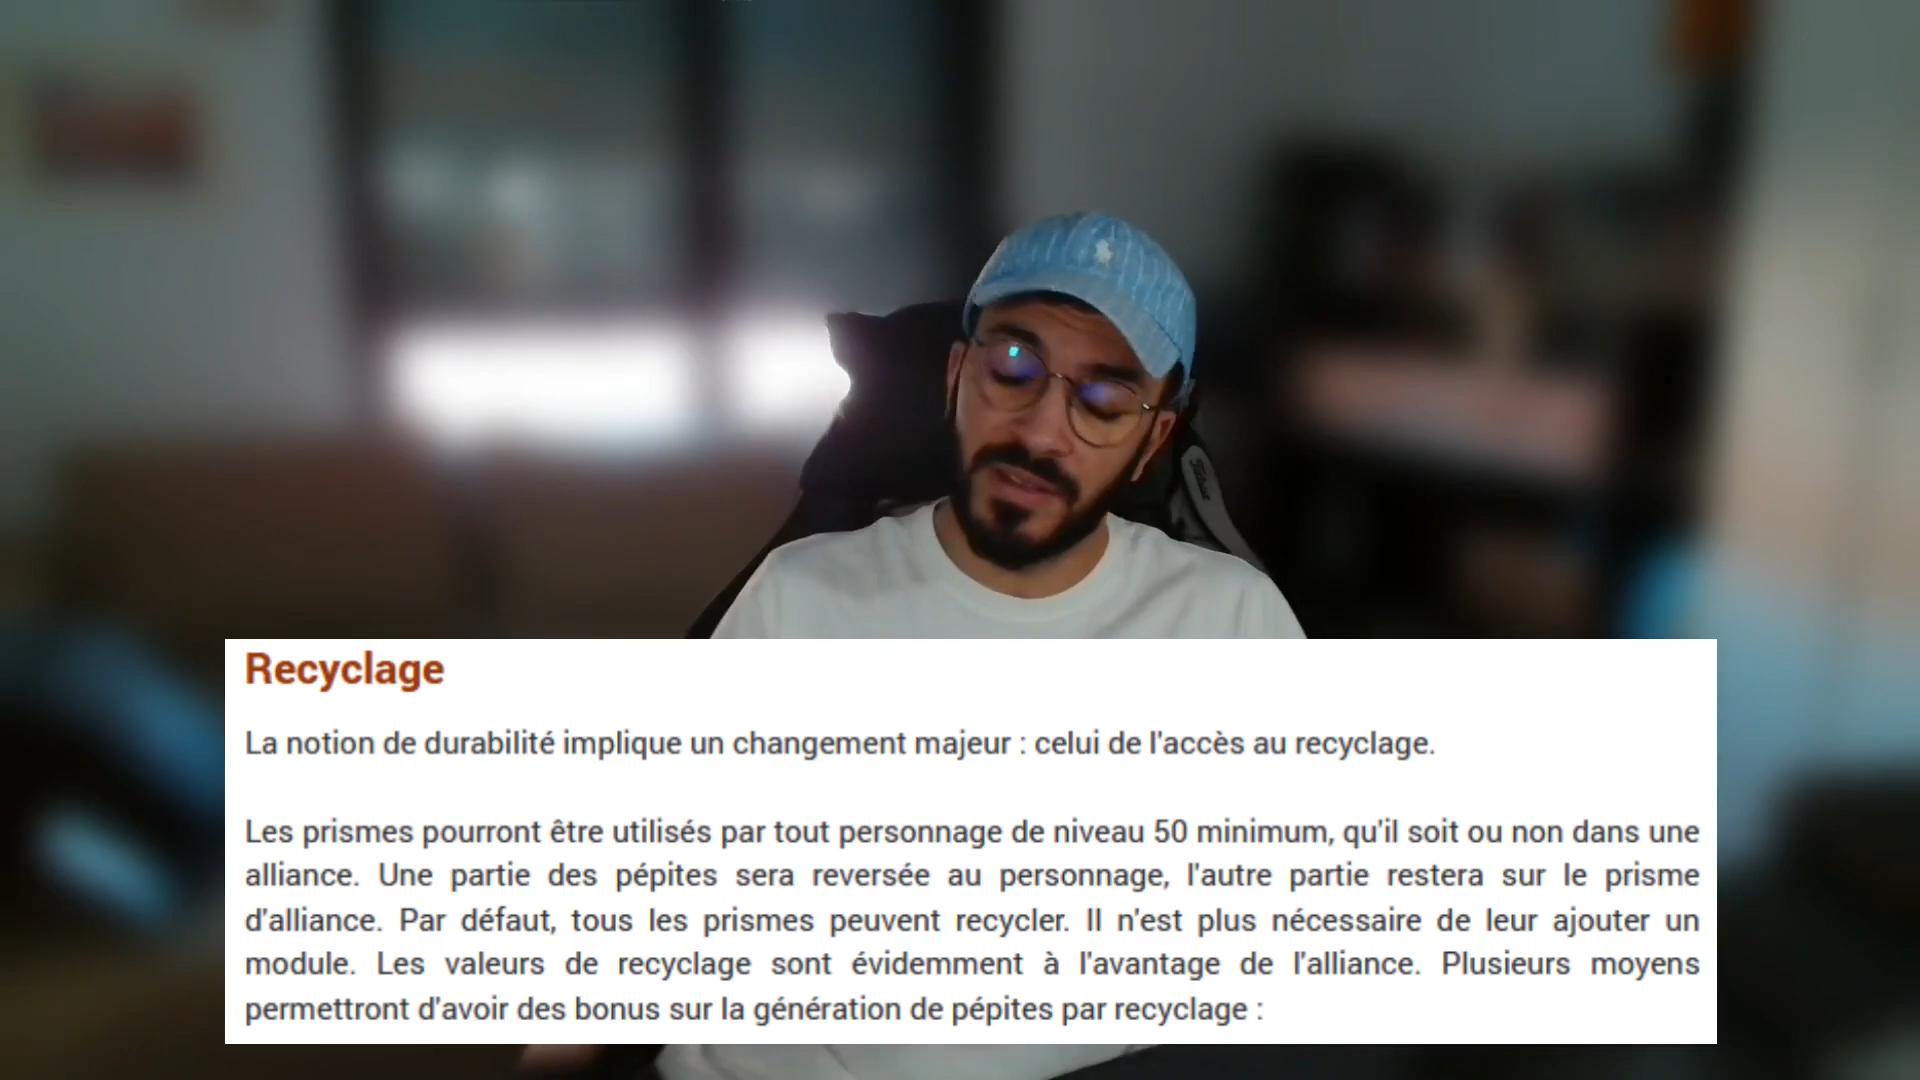 Recyclage
La notion de durabilité implique un changement majeur : celui de l'accès au recyclage.
Les prismes pourront être utilisés par tout personnage de niveau 50 minimum, qu'il soit ou non dans une
alliance. Une partie des pépites sera reversée au personnage, l'autre partie restera sur le prisme
d'alliance. Par défaut, tous les prismes peuvent recycler. Il n'est plus nécessaire de leur ajouter un
module. Les valeurs de recyclage sont évidemment à l'avantage de l'alliance. Plusieurs moyens
permettront d'avoir des bonus sur la génération de pépites par recyclage :